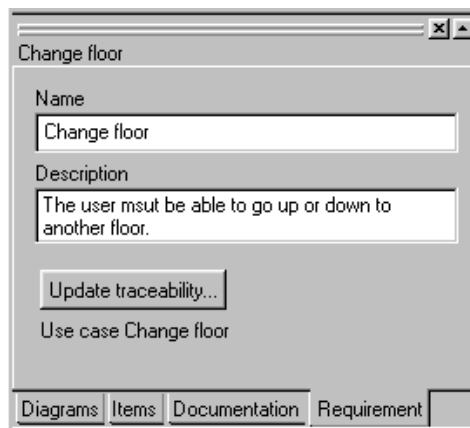 Change floor
Name
Change floor
Description
The user msut be able to go up or down to
another floor.
Update traceability...
Use case Change floor
Diagrams Items Documentation Requirement